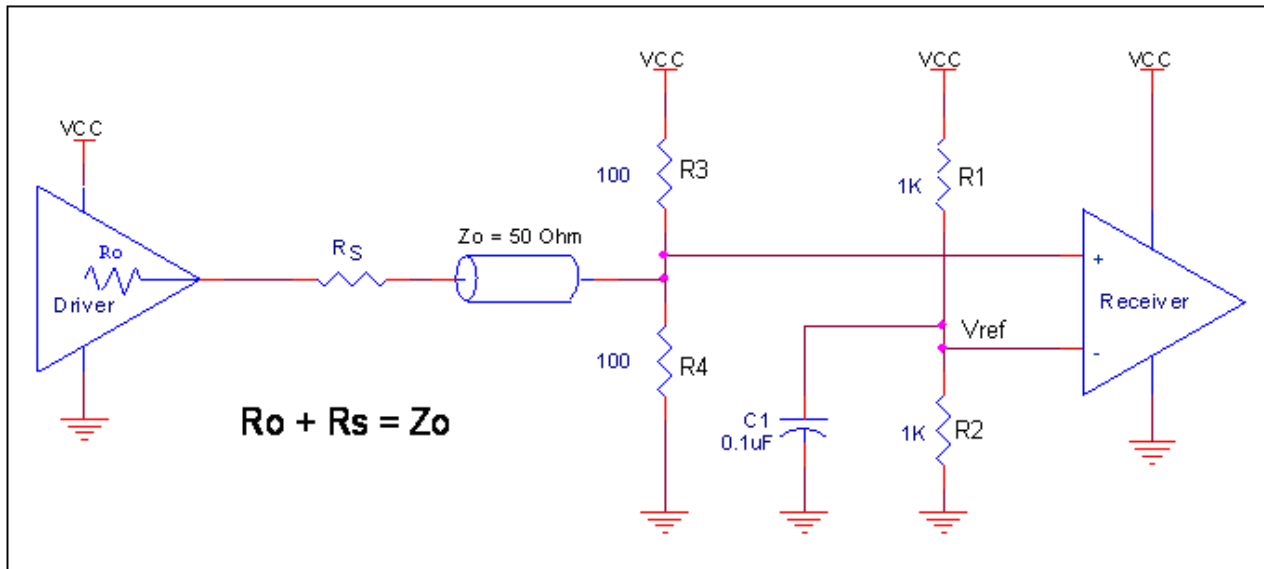 VCC
VCC
VCC
VCC
R3
100
R1
1K
Zo = 50 Ohm
Ro
RS
Driver
+
Receiver
Vref
-
R4
100
Ro + Rs = Zo
C1
0.1uF
R2
1K